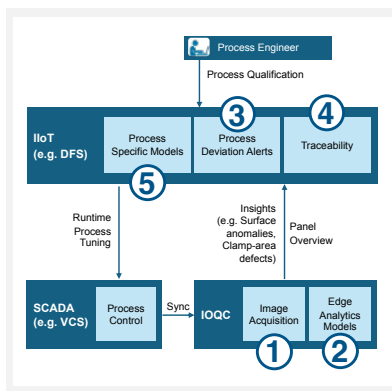 Process Engineer
Process Qualification
IIoT
(e.g. DFS)
Process
Specific Models
5
3
Process
Deviation Alerts
4
Traceability
Runtime
Process
Tuning
Insights
(e.g. Surface
anomalies,
Clamp-area
defects)
Panel
Overview
SCADA
(e.g. VCS)
Process
Control
Sync
IOQC
Image
Acquisition
1
Edge
Analytics
Models
2